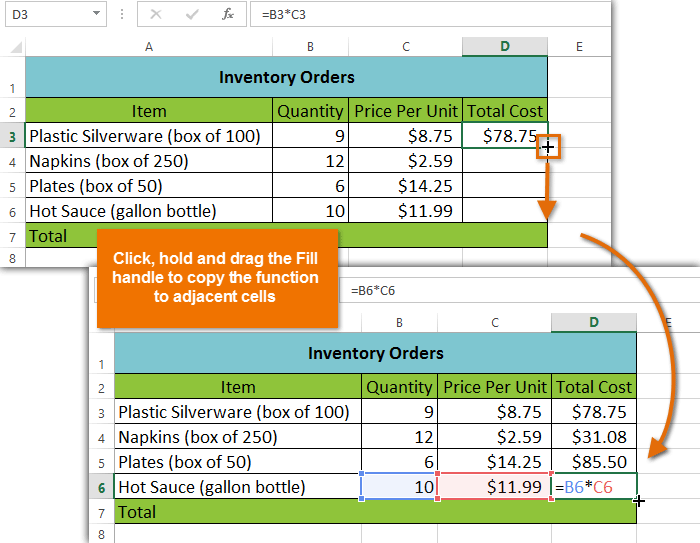 D3 fx =B3*C3
A B C D E
1 Inventory Orders
2 Item Quantity Price Per Unit Total Cost
3 Plastic Silverware (box of 100) 9 $8.75 $78.75
4 Napkins (box of 250) 12 $2.59
5 Plates (box of 50) 6 $14.25
6 Hot Sauce (gallon bottle) 10 $11.99
7 Total
8
Click, hold and drag the Fill
handle to copy the function
to adjacent cells
=B6*C6
B C D E
1 Inventory Orders
2 Item Quantity Price Per Unit Total Cost
3 Plastic Silverware (box of 100) 9 $8.75 $78.75
4 Napkins (box of 250) 12 $2.59 $31.08
5 Plates (box of 50) 6 $14.25 $85.50
6 Hot Sauce (gallon bottle) 10 $11.99 =B6*C6
7 Total
8